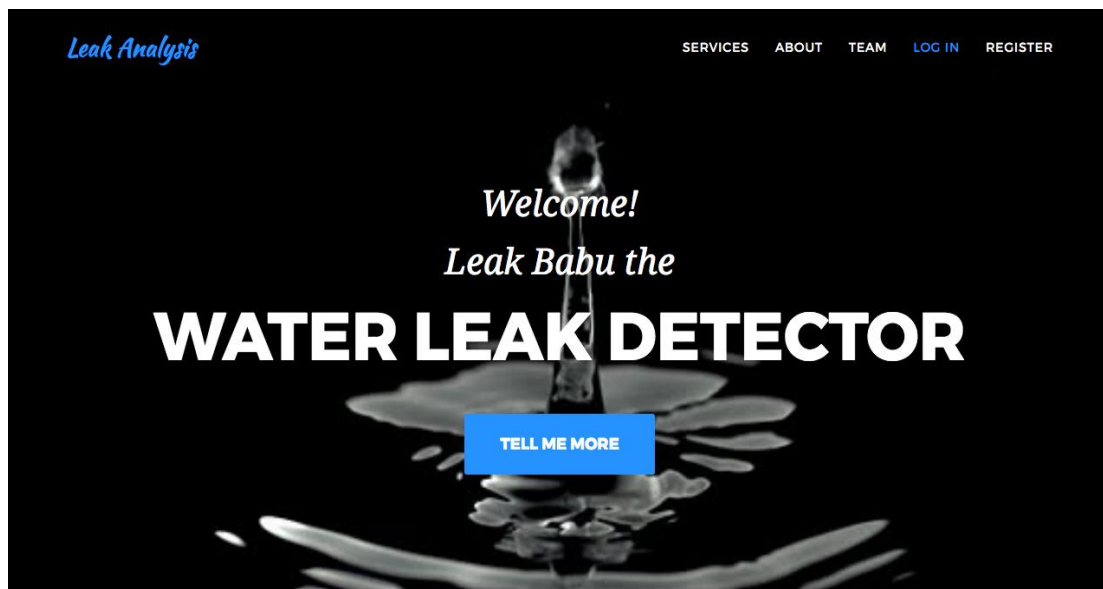 Leak Analysis
SERVICES ABOUT TEAM LOG IN REGISTER
Welcome!
Leak Babu the
WATER LEAK DETECTOR
TELL ME MORE